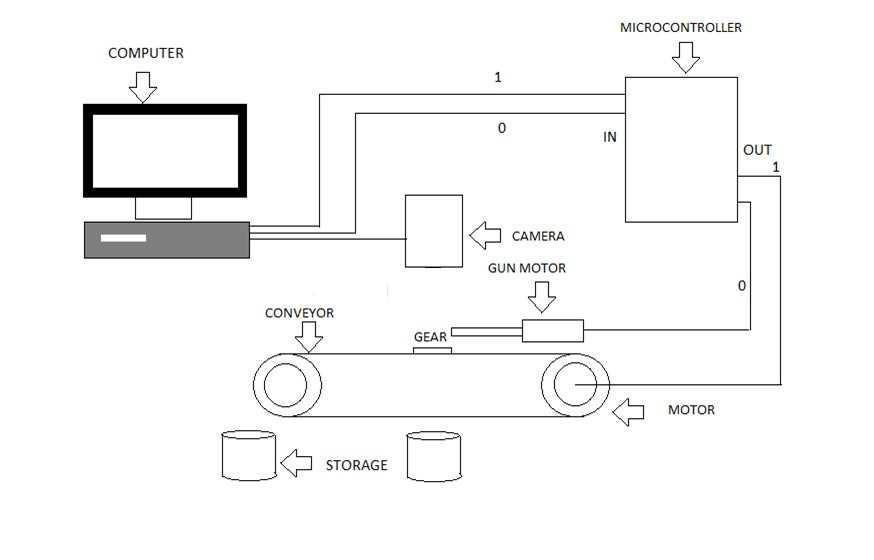 MICROCONTROLLER
COMPUTER
1
0
IN
OUT
1
CAMERA
GUN MOTOR
0
CONVEYOR
GEAR
MOTOR
STORAGE